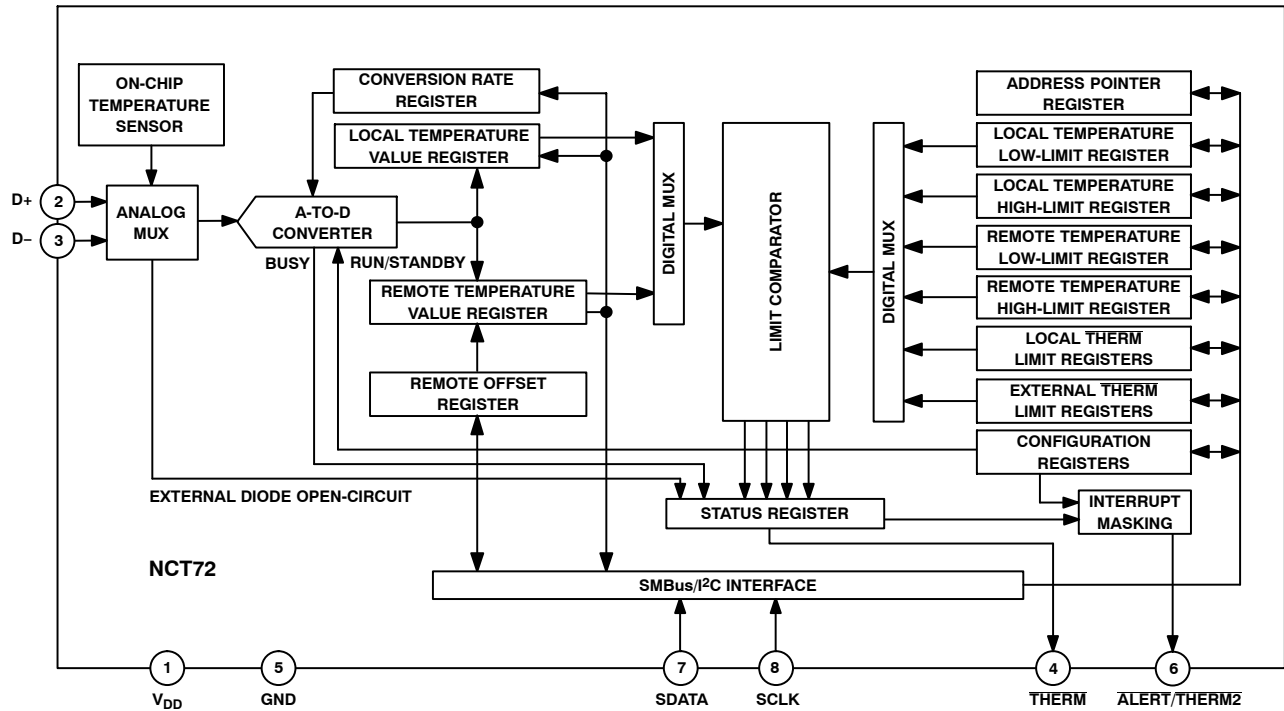 ON-CHIP
TEMPERATURE
SENSOR
CONVERSION RATE
REGISTER
LOCAL TEMPERATURE
VALUE REGISTER
D+
2
D–
3
ANALOG
MUX
A-TO-D
CONVERTER
BUSY
RUN/STANDBY
REMOTE TEMPERATURE
VALUE REGISTER
REMOTE OFFSET
REGISTER
DIGITAL MUX
LIMIT COMPARATOR
DIGITAL MUX
ADDRESS POINTER
REGISTER
LOCAL TEMPERATURE
LOW-LIMIT REGISTER
LOCAL TEMPERATURE
HIGH-LIMIT REGISTER
REMOTE TEMPERATURE
LOW-LIMIT REGISTER
REMOTE TEMPERATURE
HIGH-LIMIT REGISTER
LOCAL THERM
LIMIT REGISTERS
EXTERNAL THERM
LIMIT REGISTERS
CONFIGURATION
REGISTERS
EXTERNAL DIODE OPEN-CIRCUIT
STATUS REGISTER
INTERRUPT
MASKING
NCT72
SMBus/I²C INTERFACE
1
5
7
8
4
6
VDD
GND
SDATA
SCLK
THERM
ALERT/THERM2